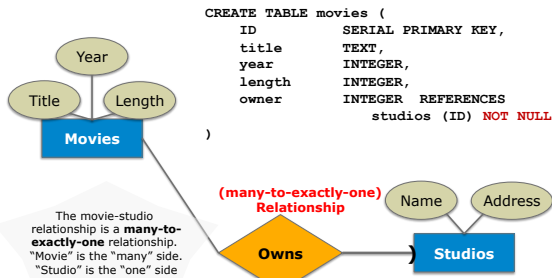 CREATE TABLE movies (
ID SERIAL PRIMARY KEY,
title TEXT,
year INTEGER,
length INTEGER,
owner INTEGER REFERENCES
studios (ID) NOT NULL
)
Year
Title
Length
Movies
(many-to-exactly-one)
Relationship
Name
Address
Owns
)
Studios
The movie-studio
relationship is a many-to-
exactly-one relationship.
“Movie” is the “many” side.
“Studio” is the “one” side